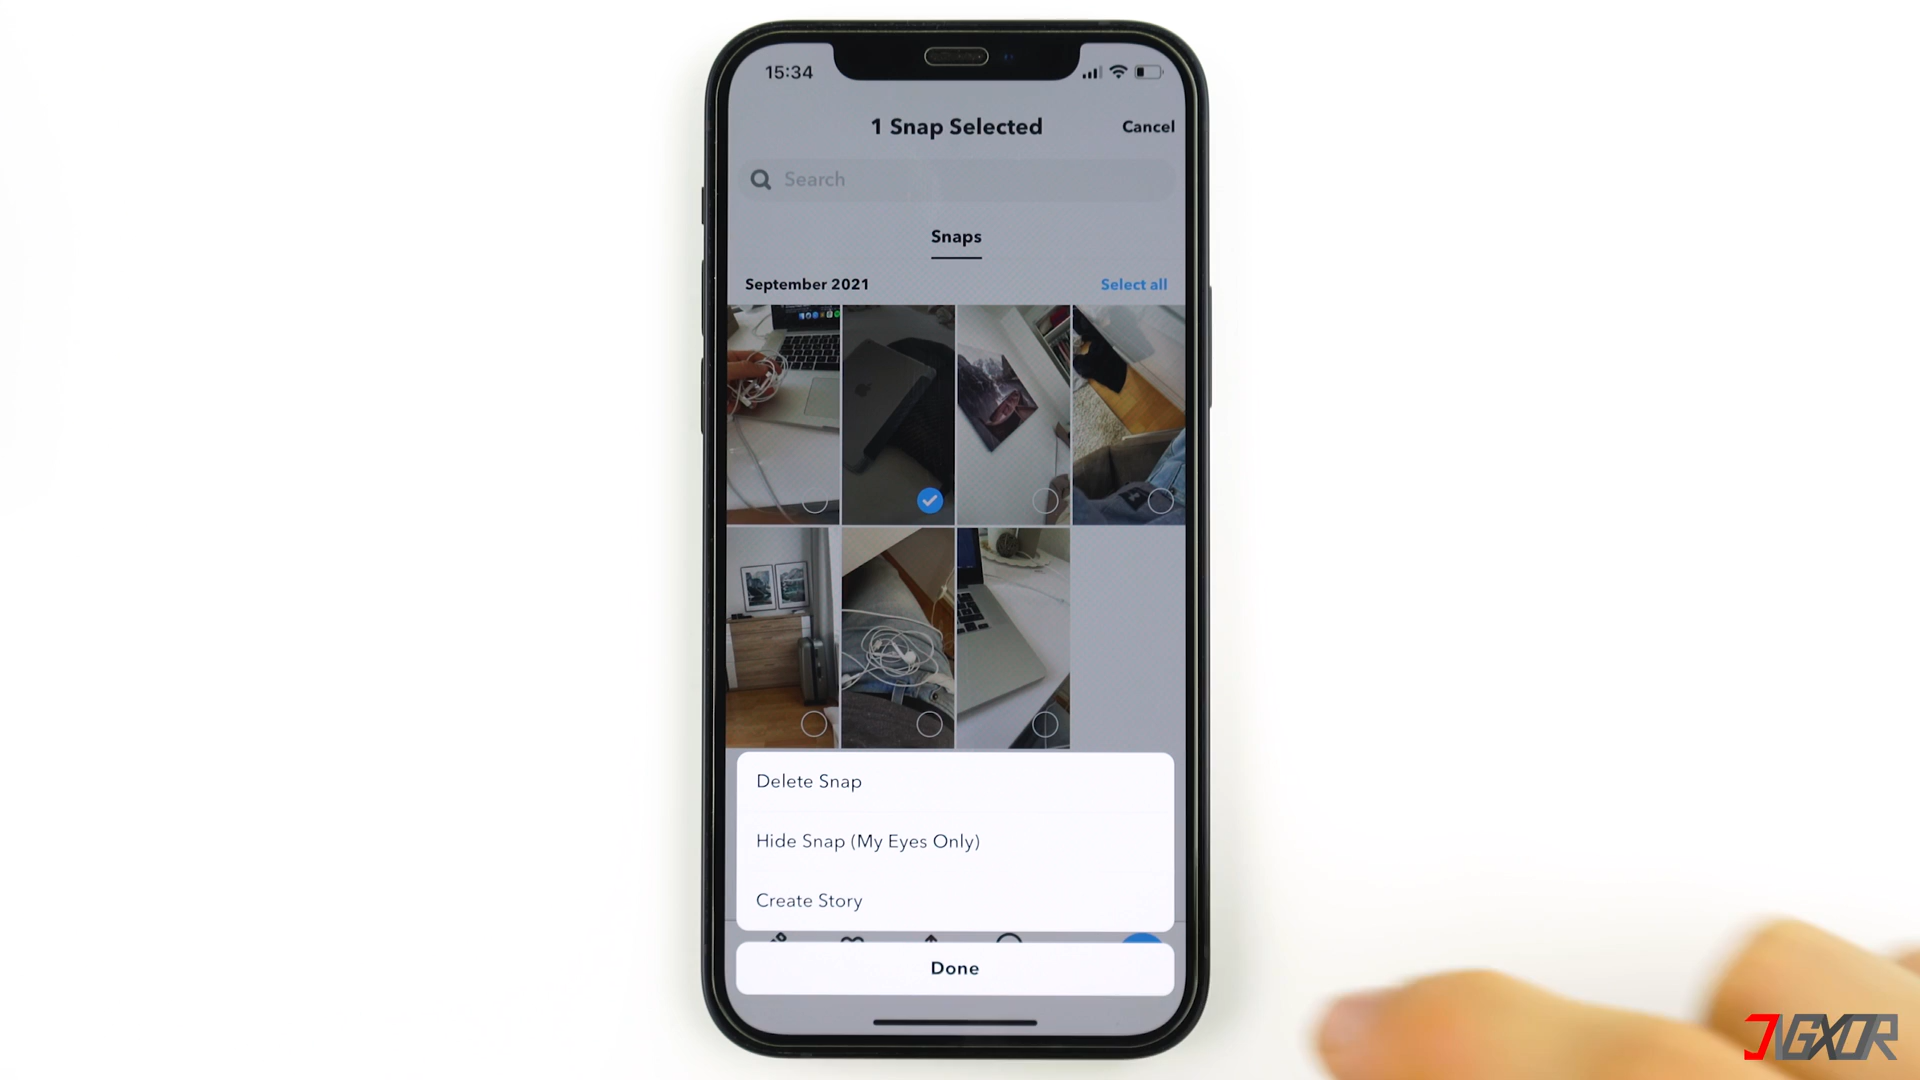 15:34
1 Snap Selected
Cancel
Search
Snaps
September 2021
Select all
Delete Snap
Hide Snap (My Eyes Only)
Create Story
Done
JIGXOR